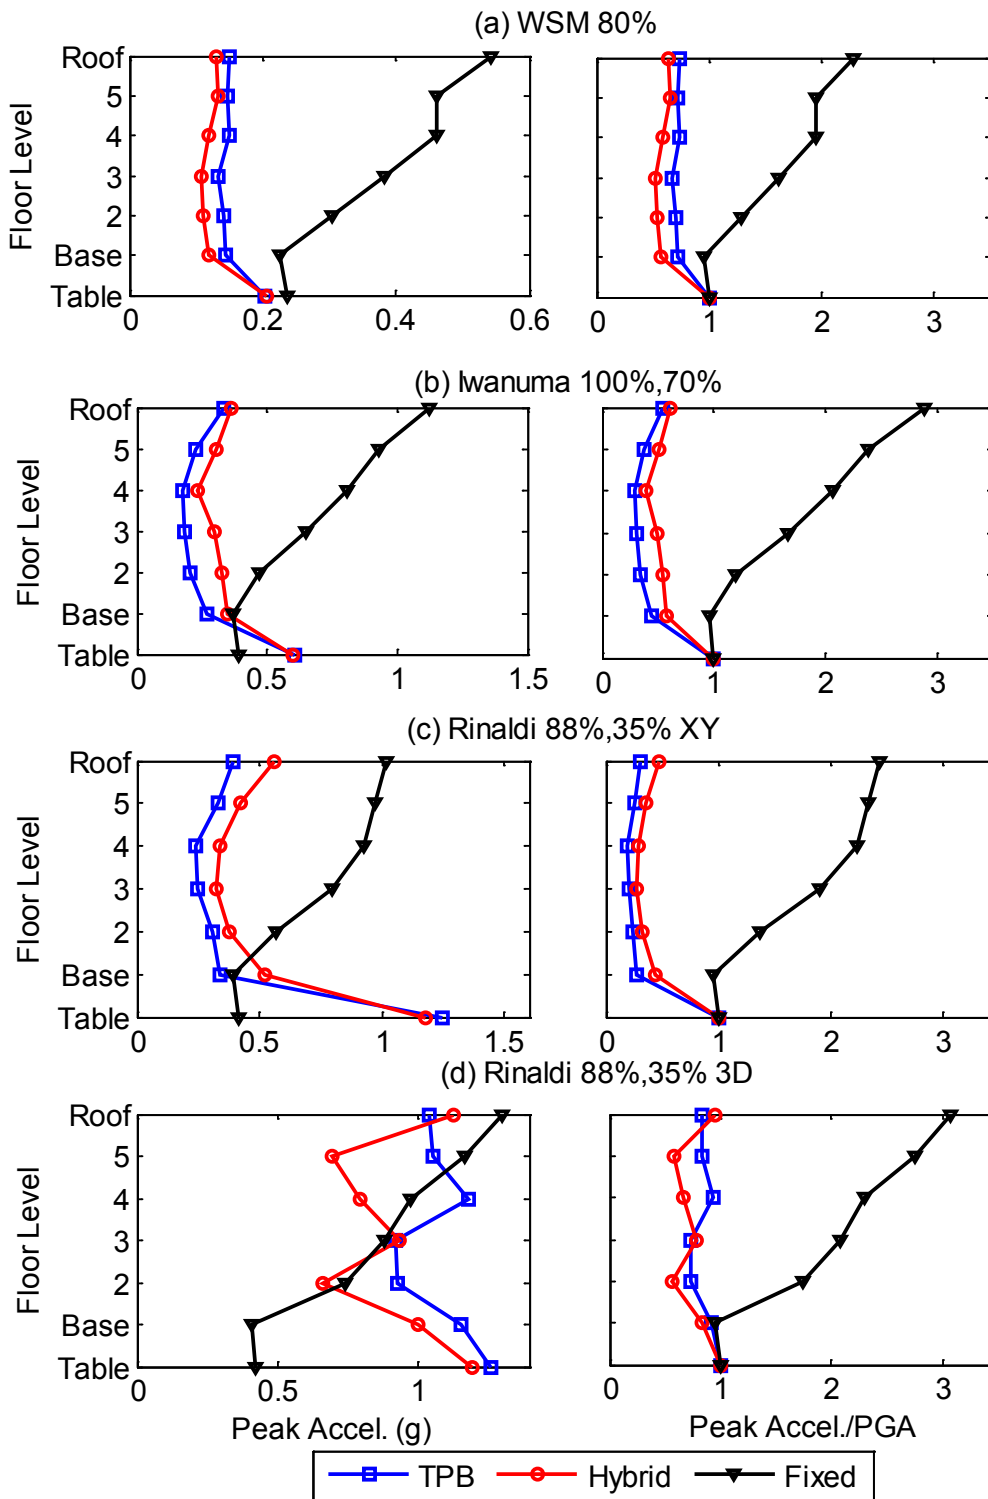 (a) WSM 80%
Floor Level
Roof
5
4
3
2
Base
Table
0 0.2 0.4 0.6
0 1 2 3
(b) Iwanuma 100%,70%
Floor Level
Roof
5
4
3
2
Base
Table
0 0.5 1 1.5
0 1 2 3
(c) Rinaldi 88%,35% XY
Floor Level
Roof
5
4
3
2
Base
Table
0 0.5 1 1.5
0 1 2 3
(d) Rinaldi 88%,35% 3D
Floor Level
Roof
5
4
3
2
Base
Table
0 0.5 1
0 1 2 3
Peak Accel. (g)
Peak Accel./PGA
TPB Hybrid Fixed